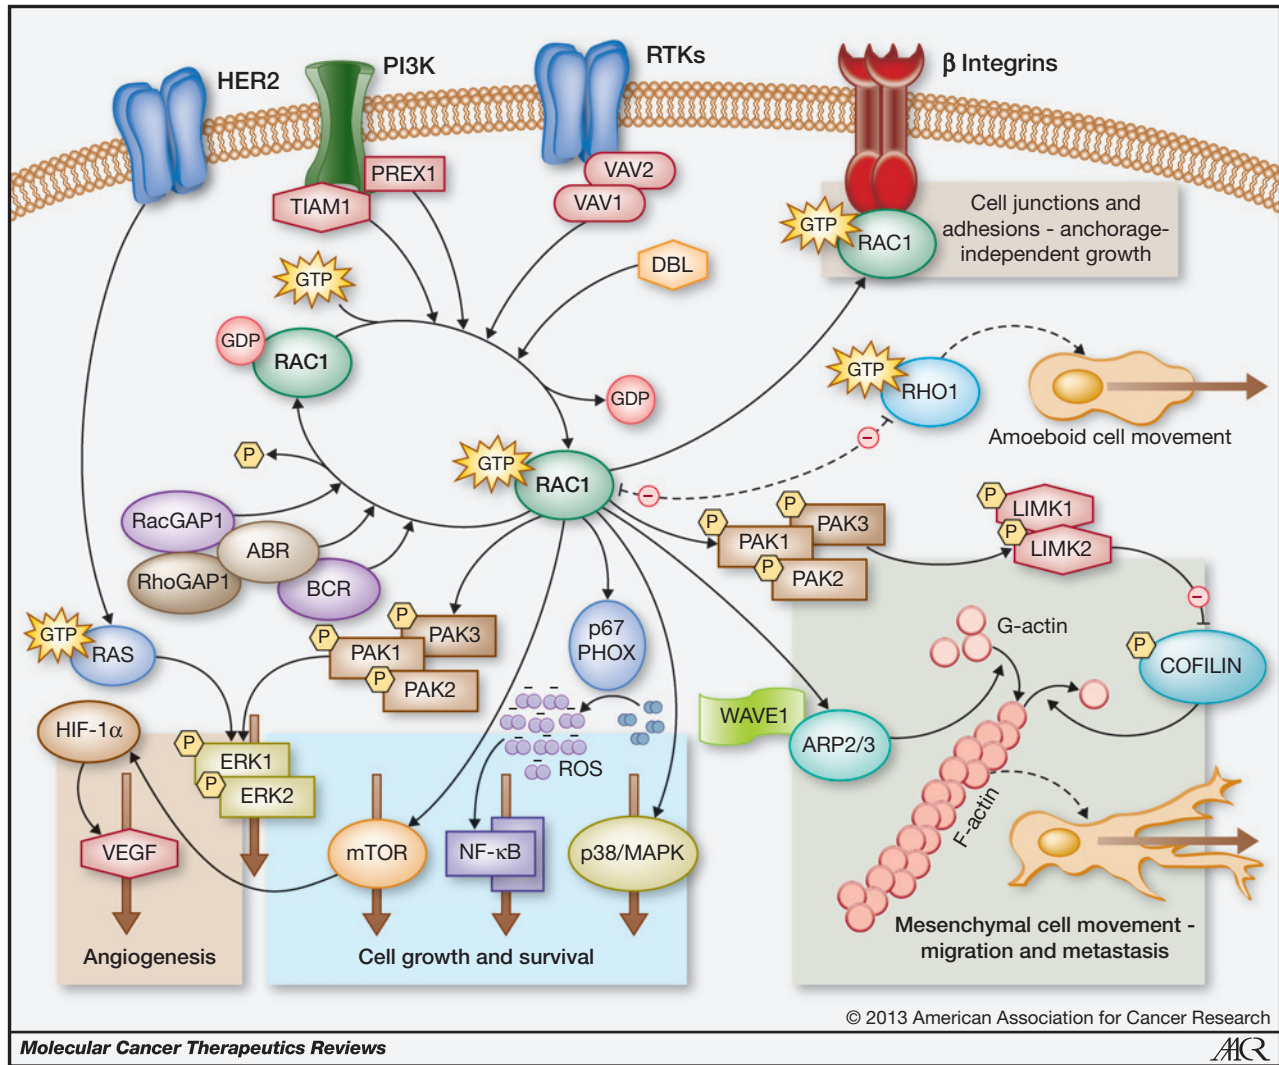 HER2
PI3K
RTKs
β Integrins
PREX1
TIAM1
VAV2
VAV1
DBL
GTP
RAC1
Cell junctions and
adhesions - anchorage-
independent growth
GTP
GDP
RAC1
GDP
GTP
RHO1
Amoeboid cell movement
–
–
P
GTP
RAC1
RacGAP1
ABR
RhoGAP1
BCR
P
PAK3
P
PAK1
P
PAK2
P
LIMK1
P
LIMK2
–
P
COFILIN
GTP
RAS
P
PAK3
P
PAK1
P
PAK2
p67
PHOX
G-actin
WAVE1
ARP2/3
F-actin
HIF-1α
P
ERK1
P
ERK2
ROS
VEGF
mTOR
NF-κB
p38/MAPK
Angiogenesis
Cell growth and survival
Mesenchymal cell movement -
migration and metastasis
© 2013 American Association for Cancer Research
Molecular Cancer Therapeutics Reviews
AACR